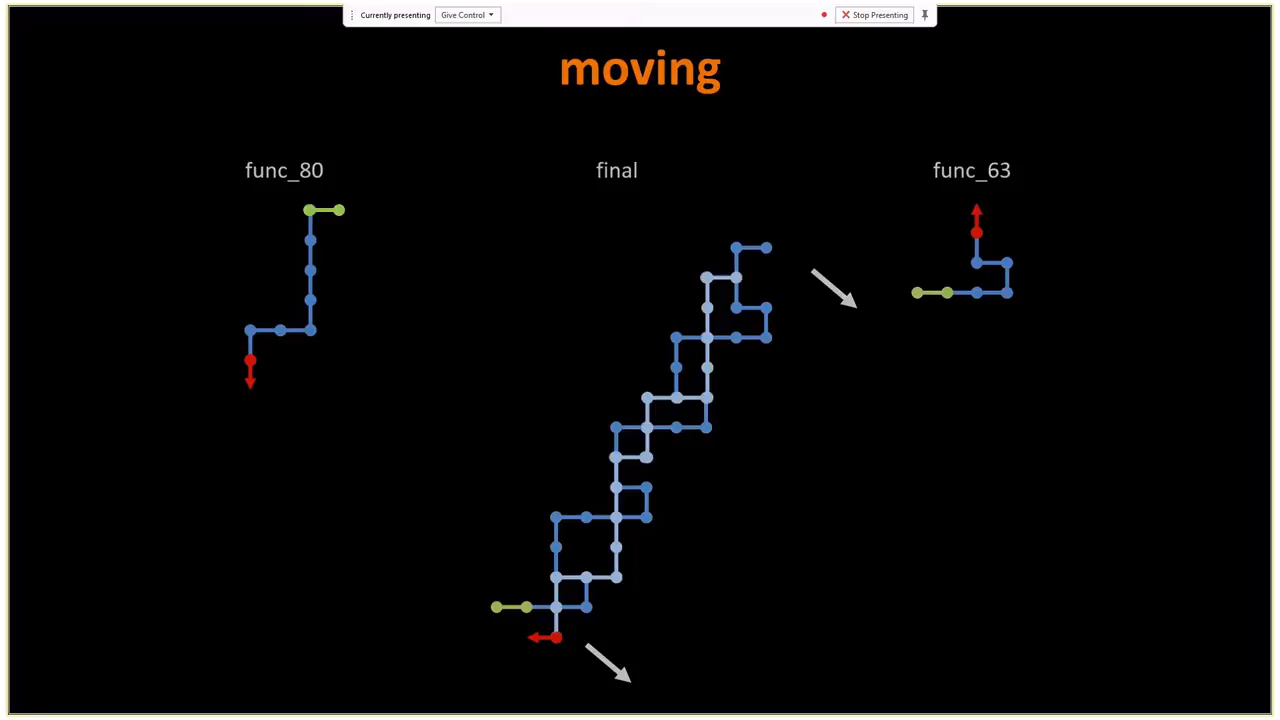 Currently presenting Give Control Stop Presenting
moving
func_80 final func_63